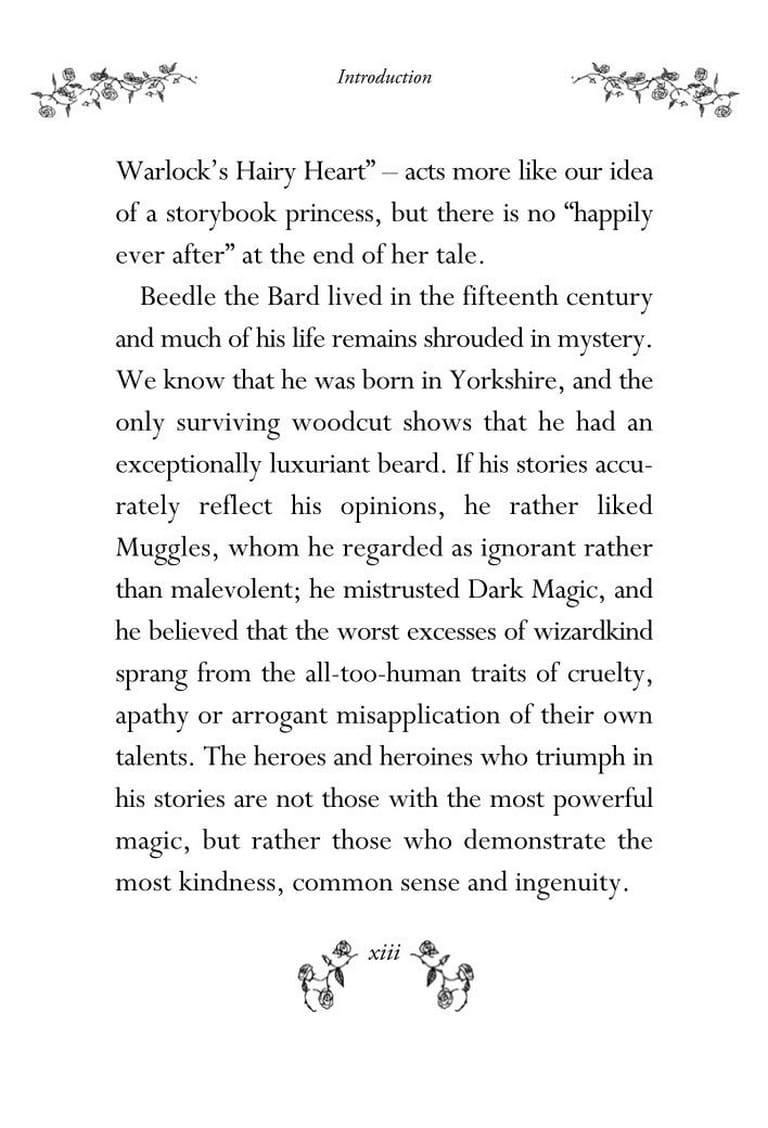 Introduction
Warlock’s Hairy Heart” – acts more like our idea
of a storybook princess, but there is no “happily
ever after” at the end of her tale.
Beedle the Bard lived in the fifteenth century
and much of his life remains shrouded in mystery.
We know that he was born in Yorkshire, and the
only surviving woodcut shows that he had an
exceptionally luxuriant beard. If his stories accu-
rately reflect his opinions, he rather liked
Muggles, whom he regarded as ignorant rather
than malevolent; he mistrusted Dark Magic, and
he believed that the worst excesses of wizardkind
sprang from the all-too-human traits of cruelty,
apathy or arrogant misapplication of their own
talents. The heroes and heroines who triumph in
his stories are not those with the most powerful
magic, but rather those who demonstrate the
most kindness, common sense and ingenuity.
xiii